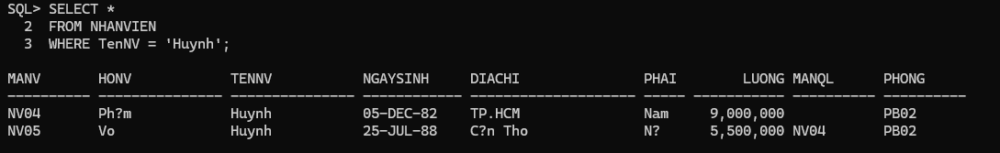 SQL> SELECT *
  2  FROM NHANVIEN
  3  WHERE TenNV = 'Huynh';
MANV       HONV            TENNV           NGAYSINH     DIACHI               PHAI        LUONG MANQL      PHONG
---------- --------------- --------------- ------------ -------------------- ----- ----------- ---------- ----------
NV04       Ph?m            Huynh           05-DEC-82    TP.HCM               Nam     9,000,000            PB02
NV05       Vo              Huynh           25-JUL-88    C?n Tho              N?      5,500,000 NV04       PB02